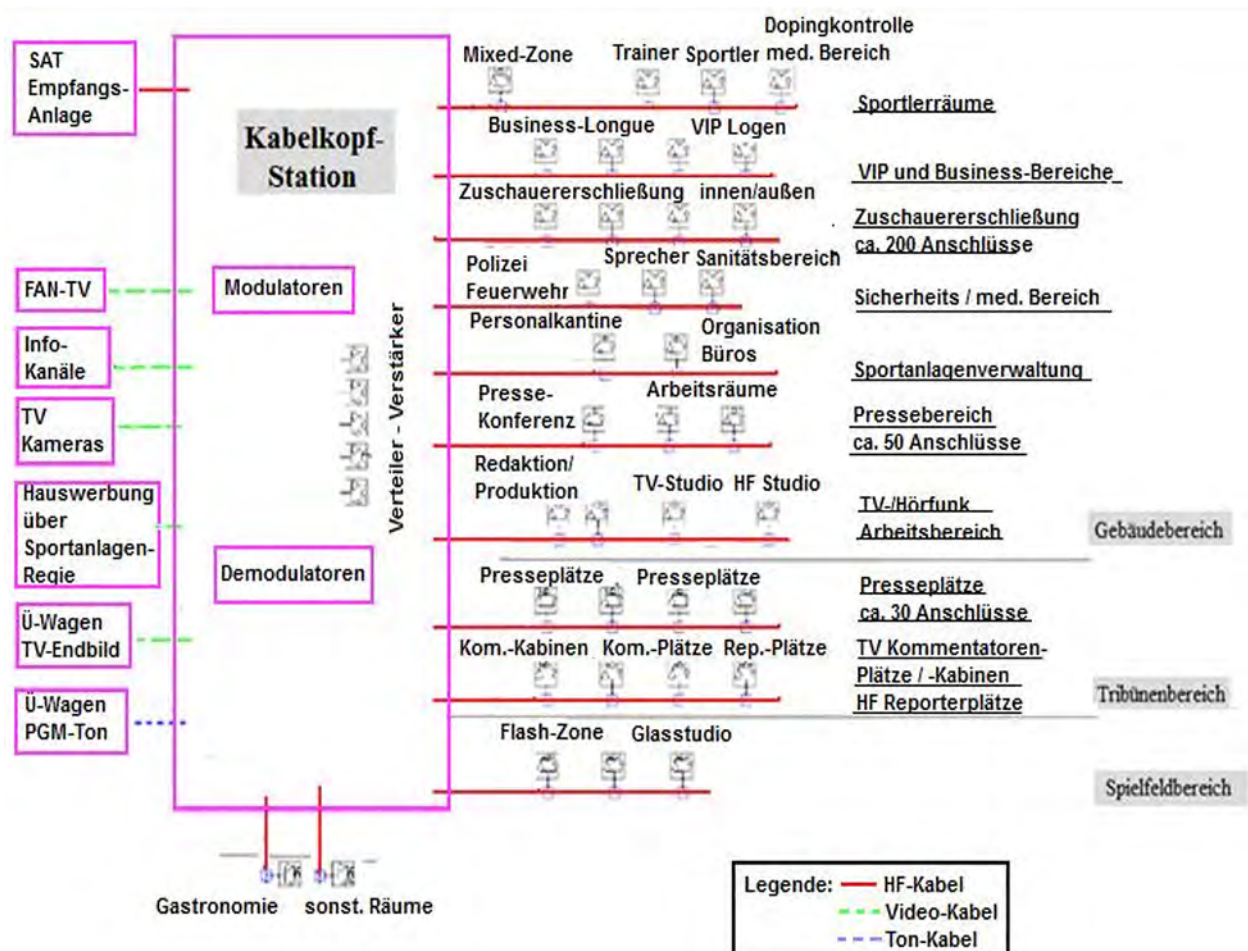 SAT
Empfangs-
Anlage
FAN-TV
Info-
Kanäle
TV
Kameras
Hauswerbung
über
Sportanlagen-
Regie
Ü-Wagen
TV-Endbild
Ü-Wagen
PGM-Ton
Kabelkopf-
Station
Modulatoren
Demodulatoren
Verteiler - Verstärker
Mixed-Zone
Trainer
Sportler
Dopingkontrolle
med. Bereich
Sportlerräume
Business-Longue
VIP Logen
VIP und Business-Bereiche
Zuschauererschließung innen/außen
Zuschauererschließung
ca. 200 Anschlüsse
Polizei
Feuerwehr
Sprecher
Sanitätsbereich
Sicherheits / med. Bereich
Personalkantine
Organisation
Büros
Sportanlagenverwaltung
Presse-
Konferenz
Arbeitsräume
Pressebereich
ca. 50 Anschlüsse
Redaktion/
Produktion
TV-Studio
HF Studio
TV-/Hörfunk
Arbeitsbereich
Gebäudebereich
Presseplätze
Presseplätze
Presseplätze
ca. 30 Anschlüsse
Kom.-Kabinen
Kom.-Plätze
Rep.-Plätze
TV Kommentatoren-
Plätze / -Kabinen
HF Reporterplätze
Tribünenbereich
Flash-Zone
Glasstudio
Spielfeldbereich
Gastronomie
sonst. Räume
Legende:
HF-Kabel
Video-Kabel
Ton-Kabel